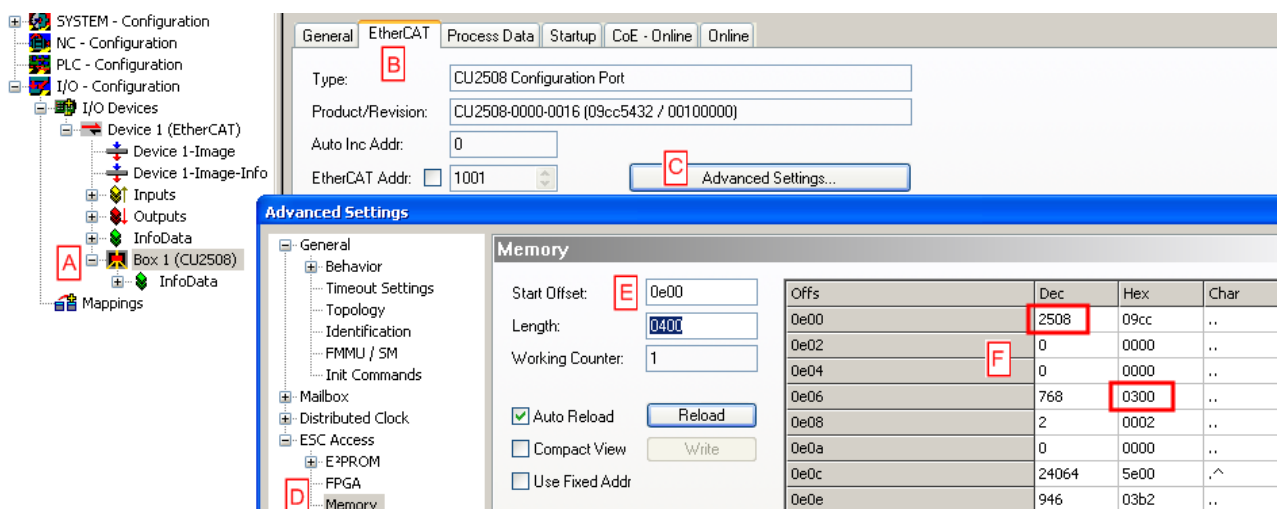 SYSTEM - Configuration
NC - Configuration
PLC - Configuration
I/O - Configuration
I/O Devices
Device 1 (EtherCAT)
Device 1-Image
Device 1-Image-Info
Inputs
Outputs
InfoData
A
Box 1 (CU2508)
InfoData
Mappings
General EtherCAT Process Data Startup CoE - Online Online
B
Type: CU2508 Configuration Port
Product/Revision: CU2508-0000-0016 (09cc5432 / 00100000)
Auto Inc Addr: 0
EtherCAT Addr: 1001 C Advanced Settings...
Advanced Settings
General
Behavior
Timeout Settings
Topology
Identification
FMMU / SM
Init Commands
Mailbox
Distributed Clock
ESC Access
E²PROM
FPGA
D Memory
Memory
Start Offset: E 0e00
Length: 0400
Working Counter: 1
Auto Reload Reload
Compact View Write
Use Fixed Addr
Offs Dec Hex Char
0e00 2508 09cc ..
0e02 0 0000 ..
F
0e04 0 0000 ..
0e06 768 0300 ..
0e08 2 0002 ..
0e0a 0 0000 ..
0e0c 24064 5e00 .^
0e0e 946 03b2 ..